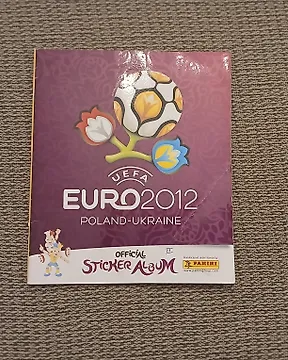 UEFA
EURO2012
POLAND-UKRAINE
OFFICIAL
STICKER ALBUM
PANINI